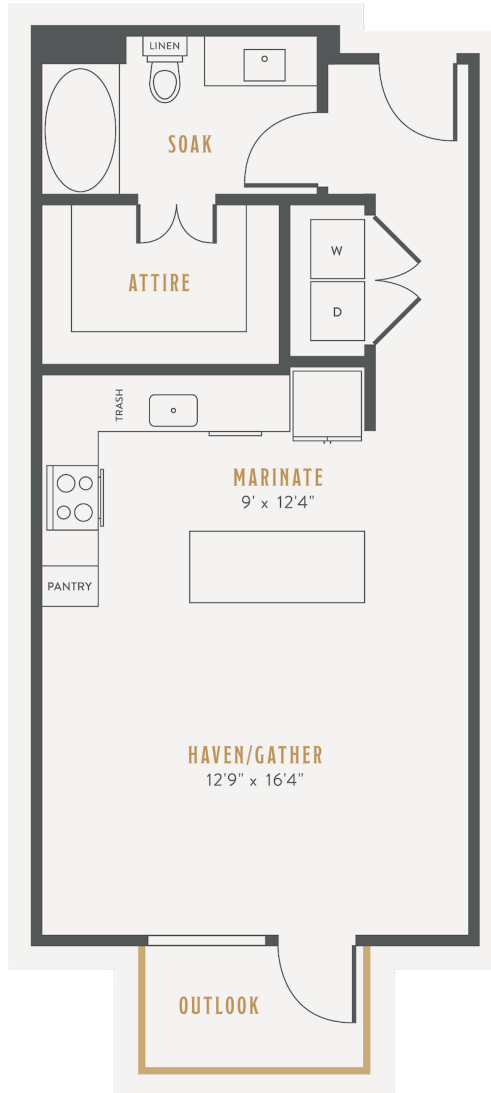 LINEN
SOAK
W
ATTIRE
D
TRASH
MARINATE
9' x 12'4"
PANTRY
HAVEN/GATHER
12'9" x 16'4"
OUTLOOK